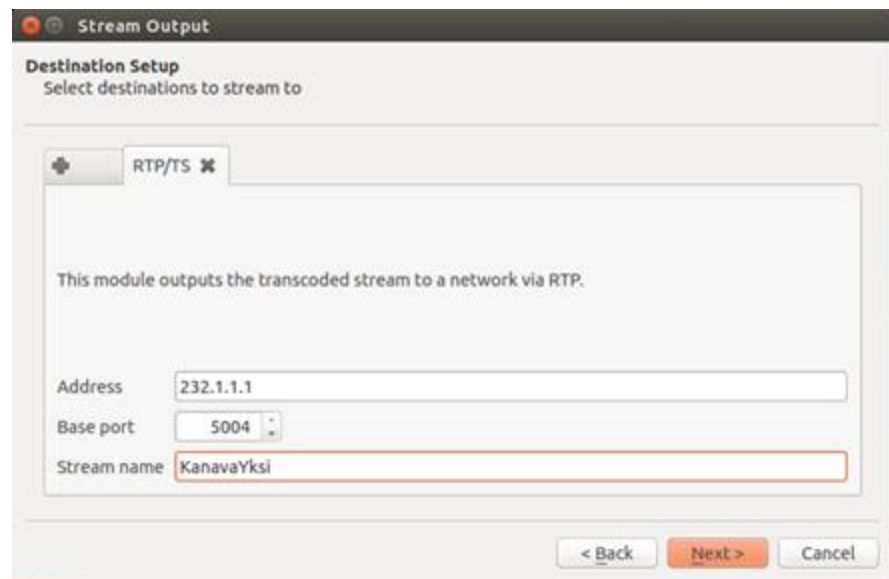 Stream Output
Destination Setup
Select destinations to stream to
RTP/TS
This module outputs the transcoded stream to a network via RTP.
Address 232.1.1.1
Base port 5004
Stream name KanavaYksi
< Back Next > Cancel